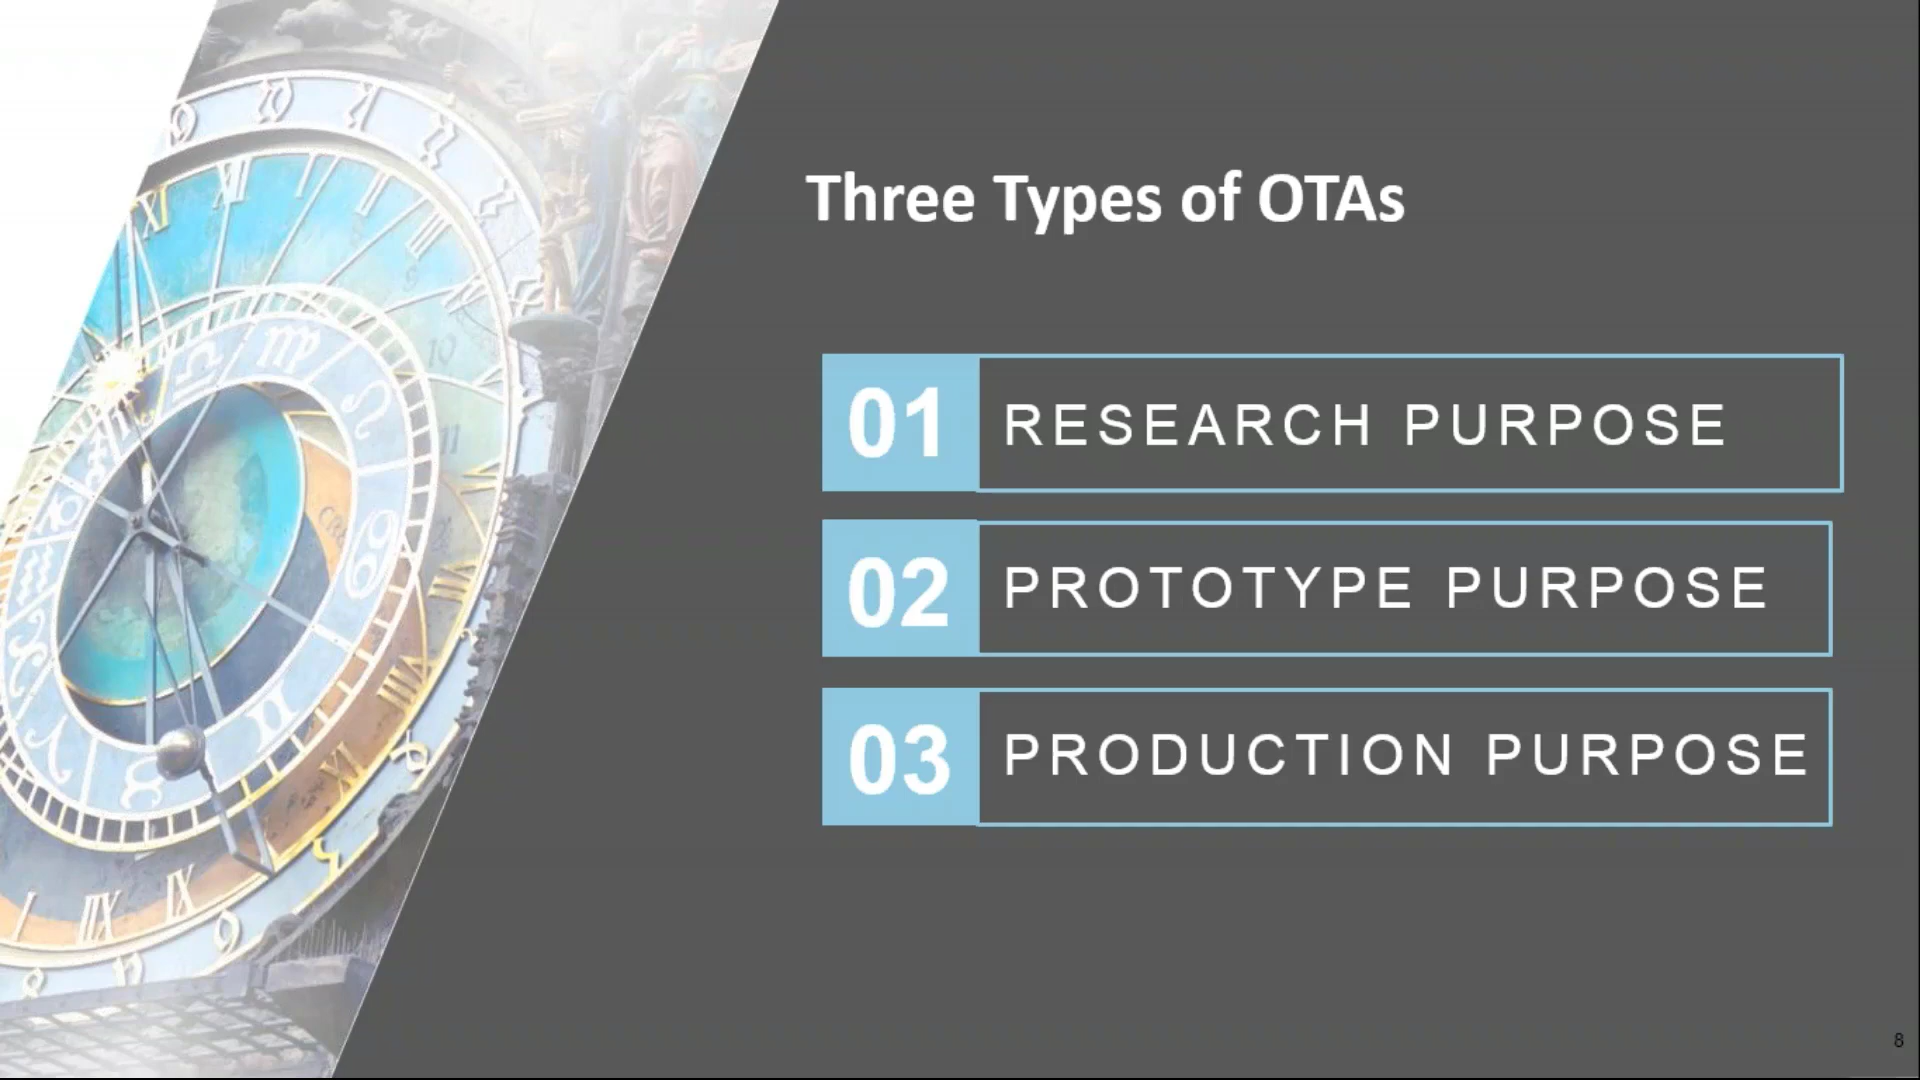 Three Types of OTAs
01 RESEARCH PURPOSE
02 PROTOTYPE PURPOSE
03 PRODUCTION PURPOSE
8